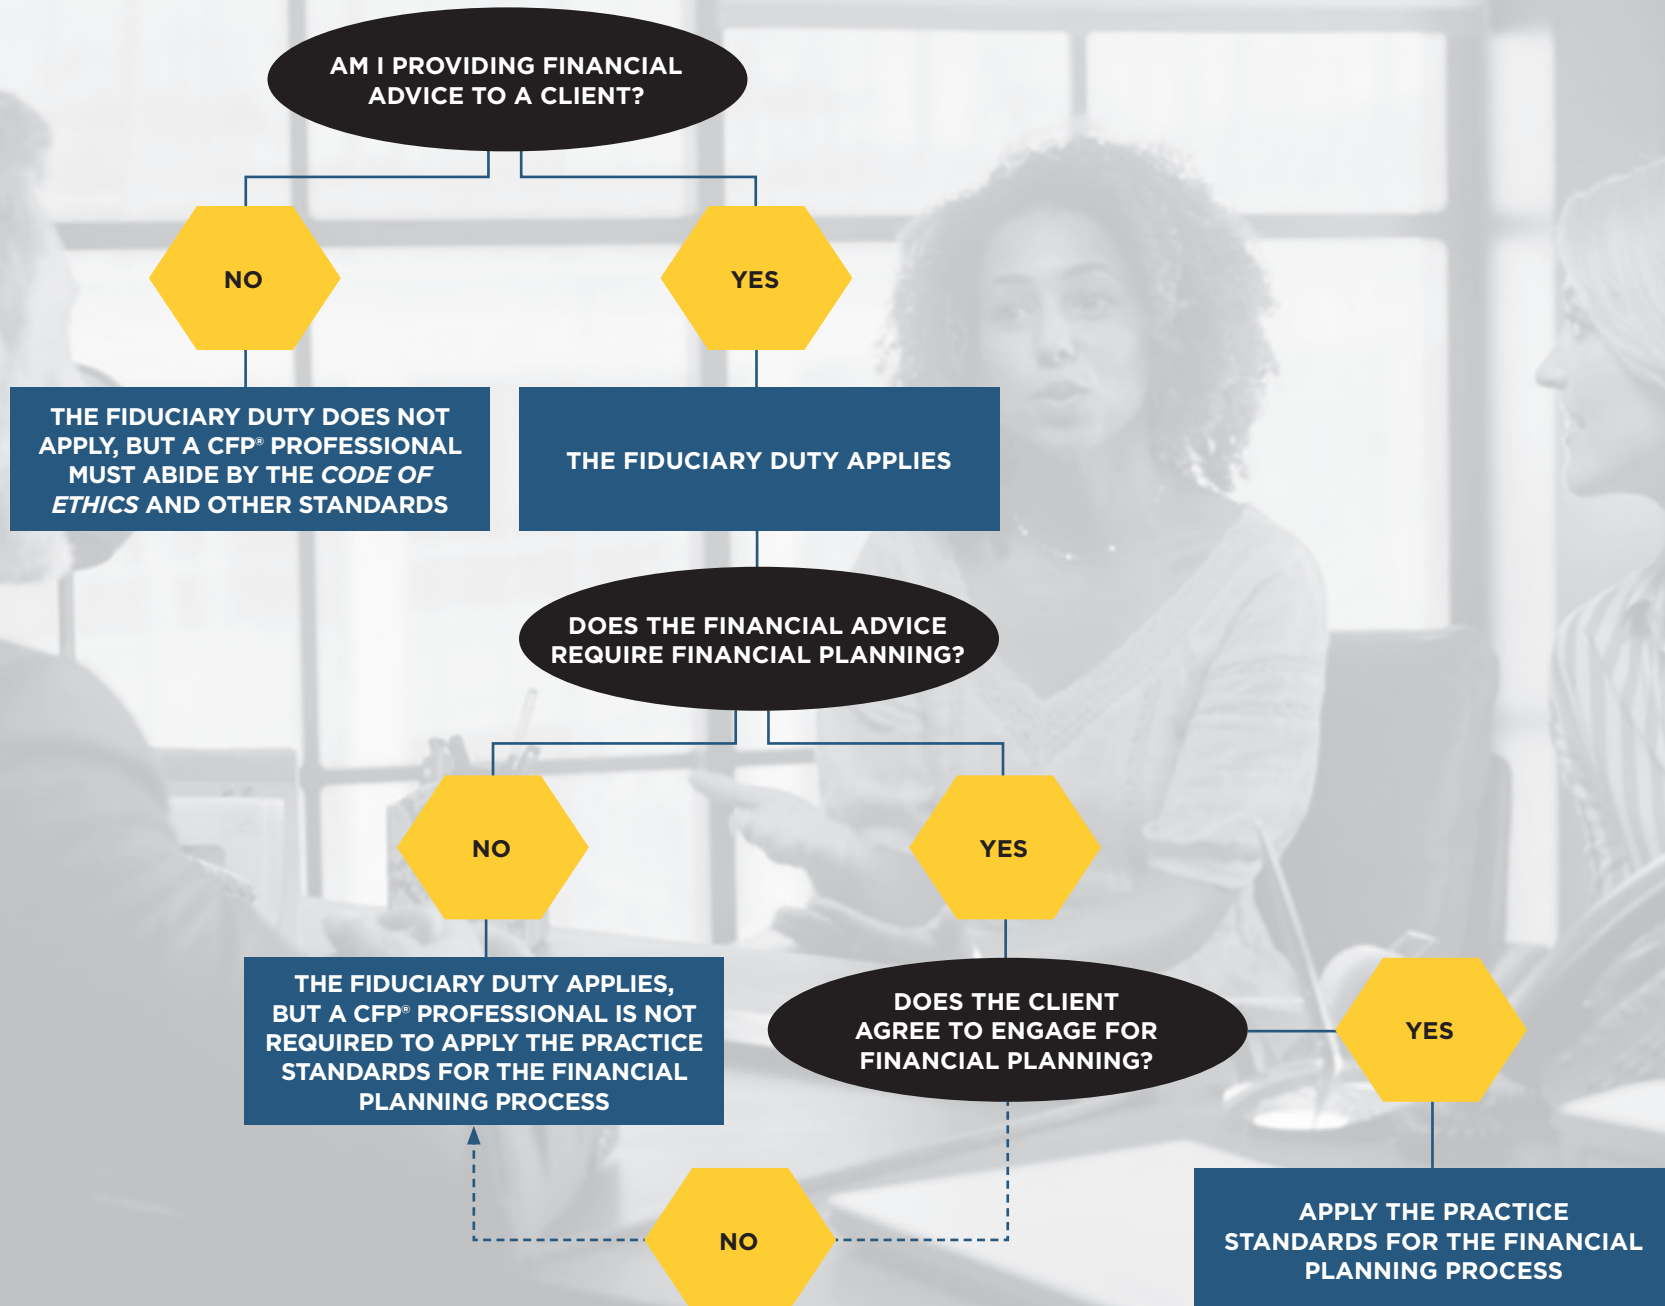 AM I PROVIDING FINANCIAL
ADVICE TO A CLIENT?
NO
YES
THE FIDUCIARY DUTY DOES NOT
APPLY, BUT A CFP® PROFESSIONAL
MUST ABIDE BY THE CODE OF
ETHICS AND OTHER STANDARDS
THE FIDUCIARY DUTY APPLIES
DOES THE FINANCIAL ADVICE
REQUIRE FINANCIAL PLANNING?
NO
YES
THE FIDUCIARY DUTY APPLIES,
BUT A CFP® PROFESSIONAL IS NOT
REQUIRED TO APPLY THE PRACTICE
STANDARDS FOR THE FINANCIAL
PLANNING PROCESS
DOES THE CLIENT
AGREE TO ENGAGE FOR
FINANCIAL PLANNING?
YES
NO
APPLY THE PRACTICE
STANDARDS FOR THE FINANCIAL
PLANNING PROCESS